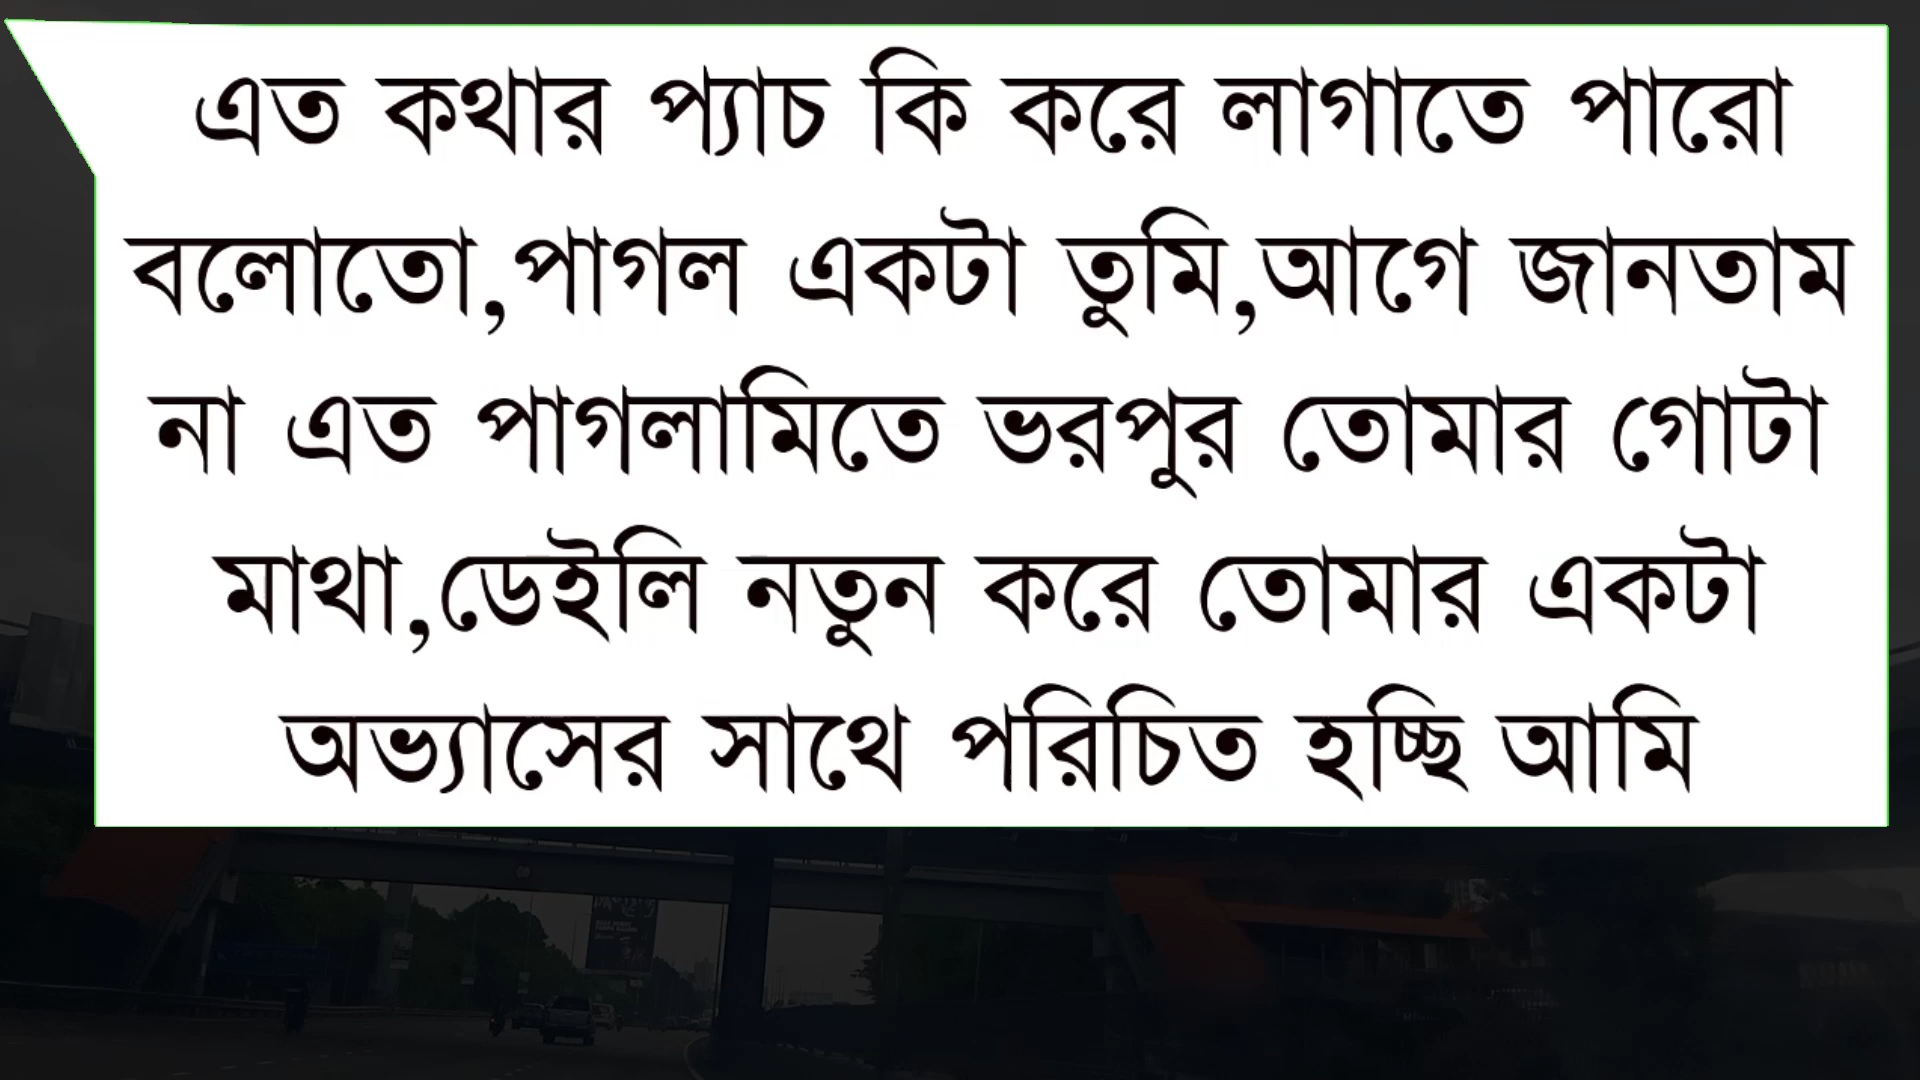 এত কথার প্যাচ কি করে লাগাতে পারো
বলোতো,পাগল একটা তুমি,আগে জানতাম
না এত পাগলামিতে ভরপুর তোমার গোটা
মাথা,ডেইলি নতুন করে তোমার একটা
অভ্যাসের সাথে পরিচিত হচ্ছি আমি